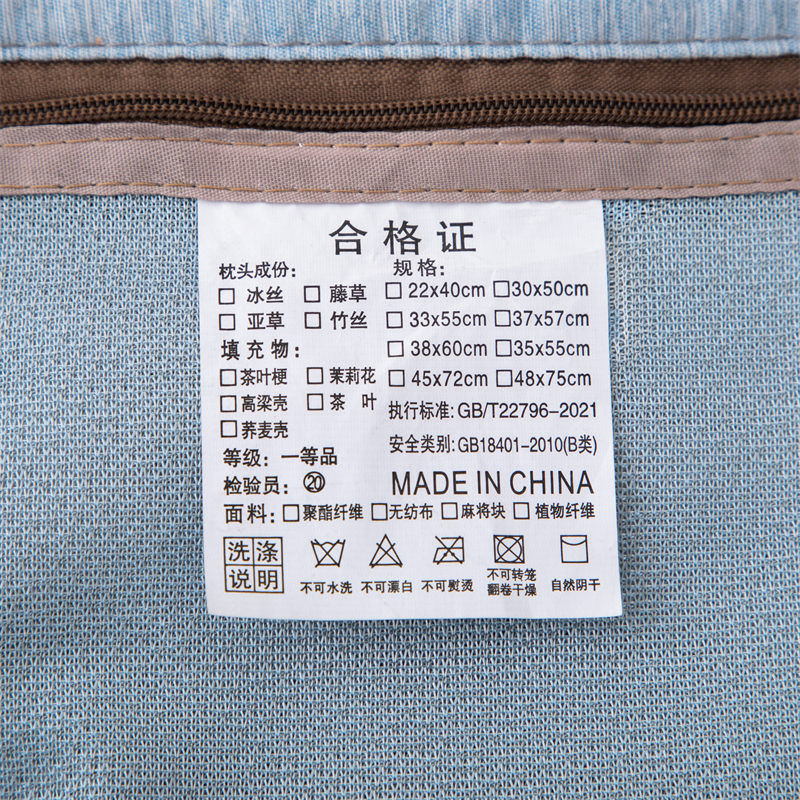 合格证
枕头成份: 规格:
□ 冰丝 □ 藤草 □ 22x40cm □ 30x50cm
□ 亚草 □ 竹丝 □ 33x55cm □ 37x57cm
填充物: □ 38x60cm □ 35x55cm
□ 茶叶梗 □ 茉莉花 □ 45x72cm □ 48x75cm
□ 高梁壳 □ 茶叶 执行标准: GB/T22796-2021
□ 荞麦壳 安全类别: GB18401-2010(B类)
等级: 一等品
检验员: ⑳ MADE IN CHINA
面料: □ 聚酯纤维 □ 无纺布 □ 麻将块 □ 植物纤维
洗涤说明
不可水洗 不可漂白 不可熨烫 不可转笼翻卷干燥 自然阴干